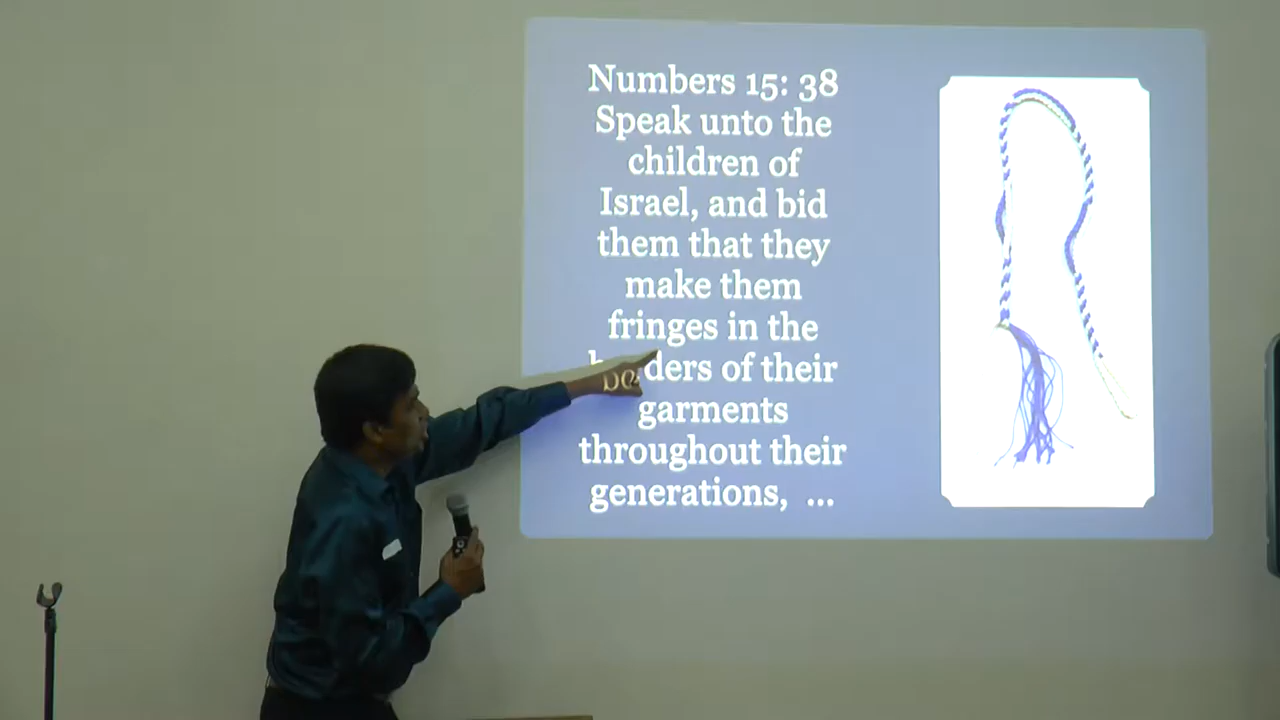 Numbers 15: 38
Speak unto the
children of
Israel, and bid
them that they
make them
fringes in the
borders of their
garments
throughout their
generations, ...